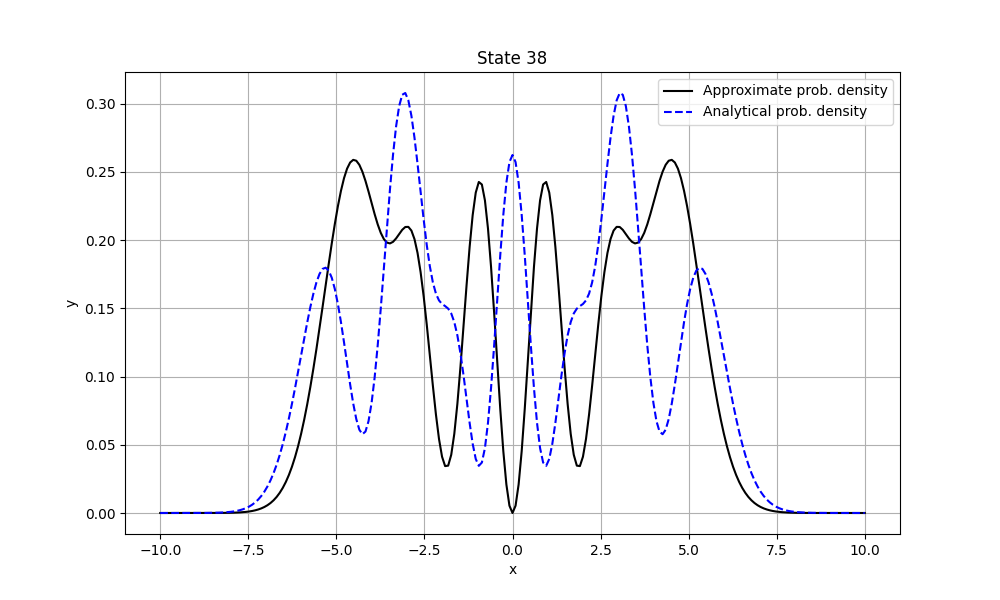 State 38
Approximate prob. density
Analytical prob. density
y
0.30
0.25
0.20
0.15
0.10
0.05
0.00
−10.0 −7.5 −5.0 −2.5 0.0 2.5 5.0 7.5 10.0
x